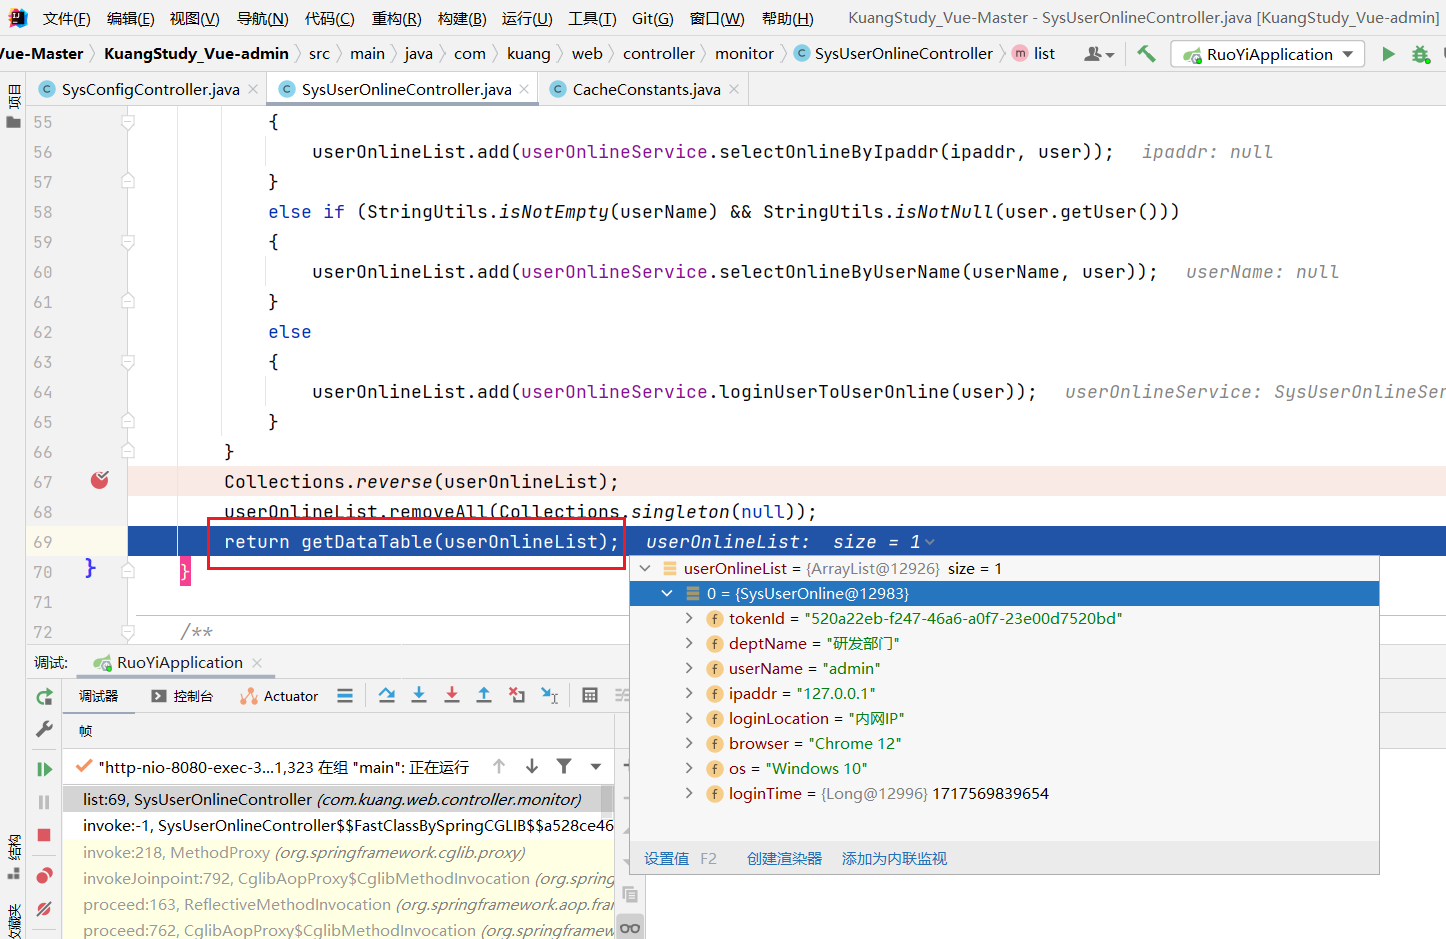 文件(F) 编辑(E) 视图(V) 导航(N) 代码(C) 重构(R) 构建(B) 运行(U) 工具(T) Git(G) 窗口(W) 帮助(H) KuangStudy_Vue-Master - SysUserOnlineController.java [KuangStudy_Vue-admin]
Vue-Master KuangStudy_Vue-admin src main java com kuang web controller monitor SysUserOnlineController list RuoYiApplication
SysConfigController.java SysUserOnlineController.java CacheConstants.java
项目
55 {
56 userOnlineList.add(userOnlineService.selectOnlineByIpaddr(ipaddr, user)); ipaddr: null
57 }
58 else if (StringUtils.isNotEmpty(userName) && StringUtils.isNotNull(user.getUser()))
59 {
60 userOnlineList.add(userOnlineService.selectOnlineByUserName(userName, user)); userName: null
61 }
62 else
63 {
64 userOnlineList.add(userOnlineService.loginUserToUserOnline(user)); userOnlineService: SysUserOnlineSer
65 }
66 }
67 Collections.reverse(userOnlineList);
68 userOnlineList.removeAll(Collections.singleton(null));
69 return getDataTable(userOnlineList); userOnlineList: size = 1
70 }
71
72 /**
userOnlineList = {ArrayList@12926} size = 1
0 = {SysUserOnline@12983}
tokenId = "520a22eb-f247-46a6-a0f7-23e00d7520bd"
deptName = "研发部门"
userName = "admin"
ipaddr = "127.0.0.1"
loginLocation = "内网IP"
browser = "Chrome 12"
os = "Windows 10"
loginTime = {Long@12996} 1717569839654
设置值 F2 创建渲染器 添加为内联监视
调试: RuoYiApplication
调试器 控制台 Actuator
帧
"http-nio-8080-exec-3...1,323 在组 "main": 正在运行
list:69, SysUserOnlineController (com.kuang.web.controller.monitor)
invoke:-1, SysUserOnlineController$$FastClassBySpringCGLIB$$a528ce46
invoke:218, MethodProxy (org.springframework.cglib.proxy)
invokeJoinpoint:792, CglibAopProxy$CglibMethodInvocation (org.spring
proceed:163, ReflectiveMethodInvocation (org.springframework.aop.fra
proceed:762, CglibAopProxy$CglibMethodInvocation (org.springframew
结构